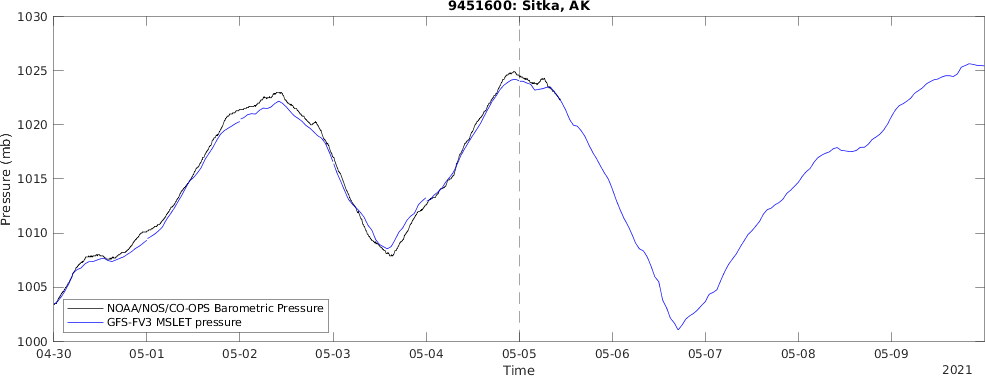 9451600: Sitka, AK
Pressure (mb)
1030
1025
1020
1015
1010
1005
1000
NOAA/NOS/CO-OPS Barometric Pressure
GFS-FV3 MSLET pressure
04-30 05-01 05-02 05-03 05-04 05-05 05-06 05-07 05-08 05-09
Time
2021